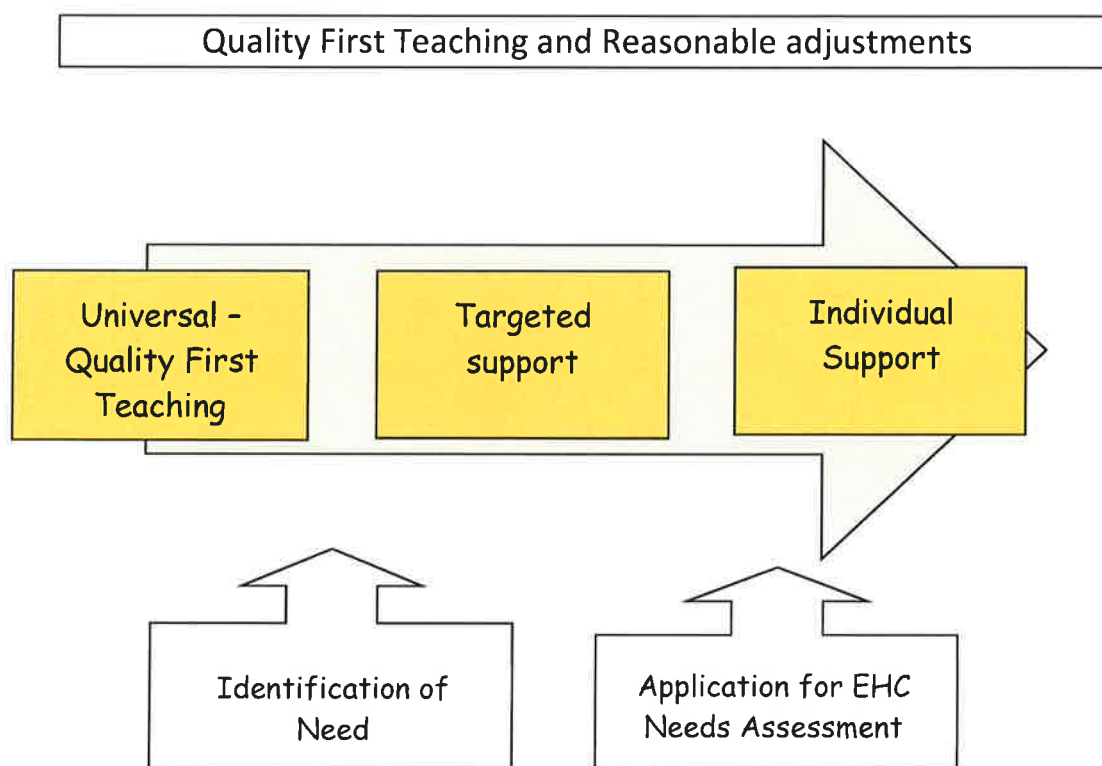 Quality First Teaching and Reasonable adjustments
Universal –
Quality First
Teaching
Targeted
support
Individual
Support
Identification of
Need
Application for EHC
Needs Assessment